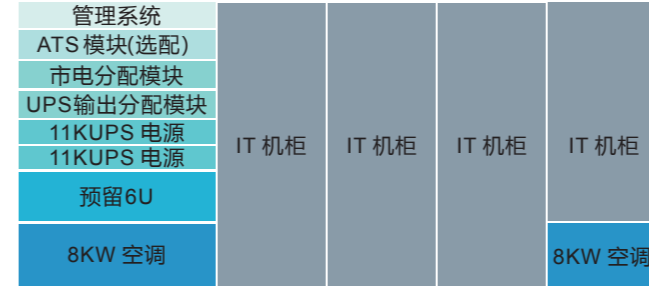 管理系统
ATS 模块(选配)
市电分配模块
UPS输出分配模块
11KUPS 电源
11KUPS 电源
预留6U
8KW 空调
IT 机柜
IT 机柜
IT 机柜
IT 机柜
8KW 空调